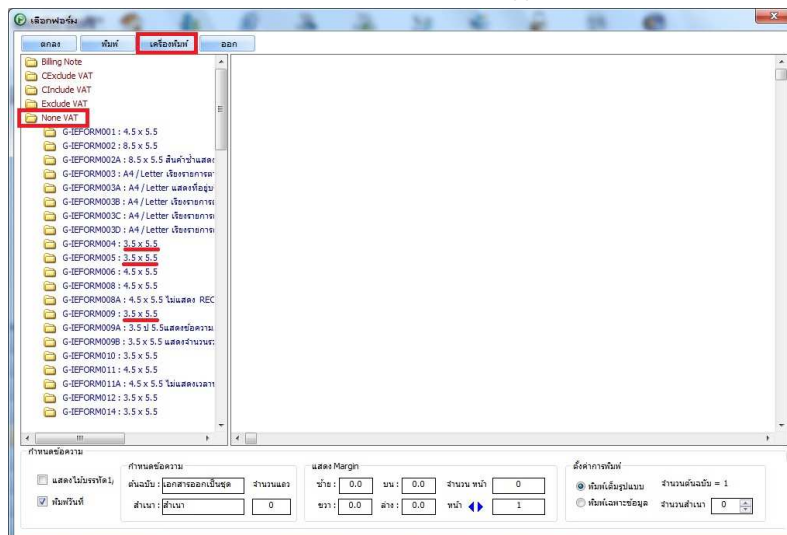 เลือกฟอร์ม
ตกลง พิมพ์ เครื่องพิมพ์ ออก
Billing Note
CExclude VAT
CInclude VAT
Exclude VAT
None VAT
G-IEFORM001 : 4.5 x 5.5
G-IEFORM002 : 8.5 x 5.5
G-IEFORM002A : 8.5 x 5.5 สินค้าซ้ำแสดง
G-IEFORM003 : A4 / Letter เรียงรายการตา
G-IEFORM003A : A4 / Letter แสดงที่อยู่บ
G-IEFORM003B : A4 / Letter เรียงรายการ
G-IEFORM003C : A4 / Letter เรียงรายการ
G-IEFORM003D : A4 / Letter เรียงรายการ
G-IEFORM004 : 3.5 x 5.5
G-IEFORM005 : 3.5 x 5.5
G-IEFORM006 : 4.5 x 5.5
G-IEFORM008 : 4.5 x 5.5
G-IEFORM008A : 4.5 x 5.5 ไม่แสดง REC
G-IEFORM009 : 3.5 x 5.5
G-IEFORM009A : 3.5 ป 5.5แสดงข้อความ
G-IEFORM009B : 3.5 x 5.5 แสดงจำนวนร
G-IEFORM010 : 3.5 x 5.5
G-IEFORM011 : 4.5 x 5.5
G-IEFORM011A : 4.5 x 5.5 ไม่แสดงเวลา
G-IEFORM012 : 3.5 x 5.5
G-IEFORM014 : 3.5 x 5.5
กำหนดข้อความ
กำหนดข้อความ แสดง Margin ตั้งค่าการพิมพ์
แสดงไม่บรรทัด1, ต้นฉบับ : เอกสารออกเป็นชุด จำนวนแถว ซ้าย : 0.0 บน : 0.0 จำนวน หน้า 0 พิมพ์เต็มรูปแบบ จำนวนต้นฉบับ = 1
พิมพ์วันที่ สำเนา : สำเนา 0 ขวา : 0.0 ล่าง : 0.0 หน้า 1 พิมพ์เฉพาะข้อมูล จำนวนสำเนา 0